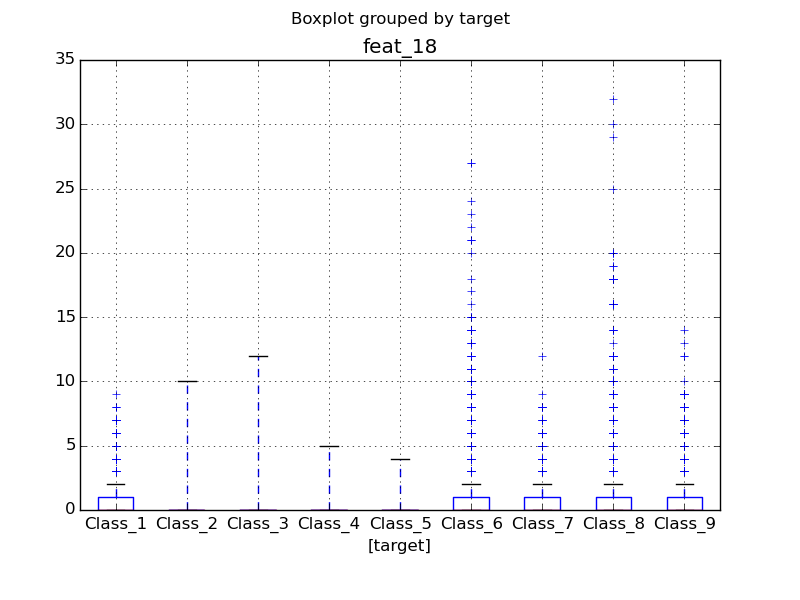 Boxplot grouped by target
feat_18
35
30
25
20
15
10
5
0
Class_1 Class_2 Class_3 Class_4 Class_5 Class_6 Class_7 Class_8 Class_9
[target]